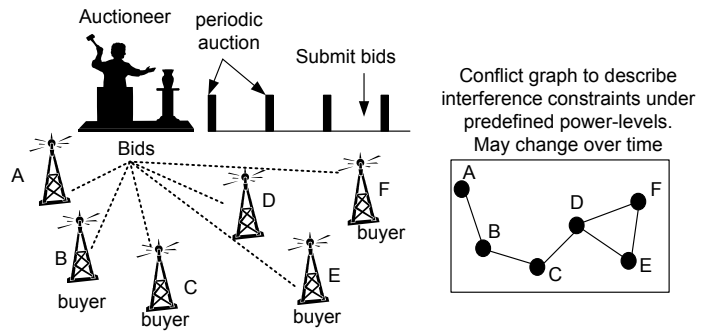 Auctioneer
periodic
auction
Submit bids
Bids
A
B
buyer
C
buyer
D
E
buyer
F
buyer
Conflict graph to describe
interference constraints under
predefined power-levels.
May change over time
A
B
C
D
F
E